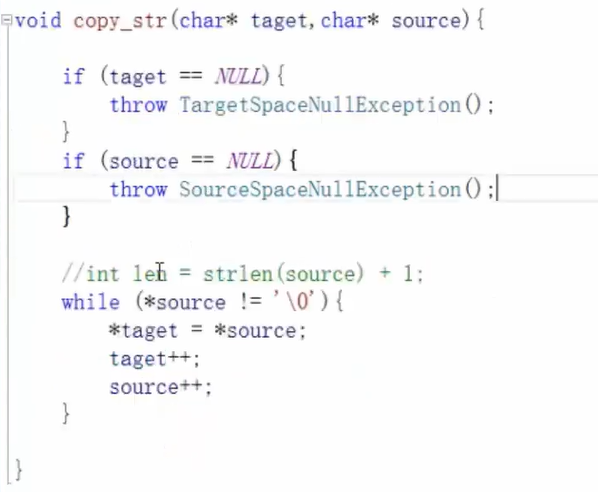 void copy_str(char* taget,char* source){
if (taget == NULL){
throw TargetSpaceNullException();
}
if (source == NULL){
throw SourceSpaceNullException();
}
//int len = strlen(source) + 1;
while (*source != '\0'){
*taget = *source;
taget++;
source++;
}
}